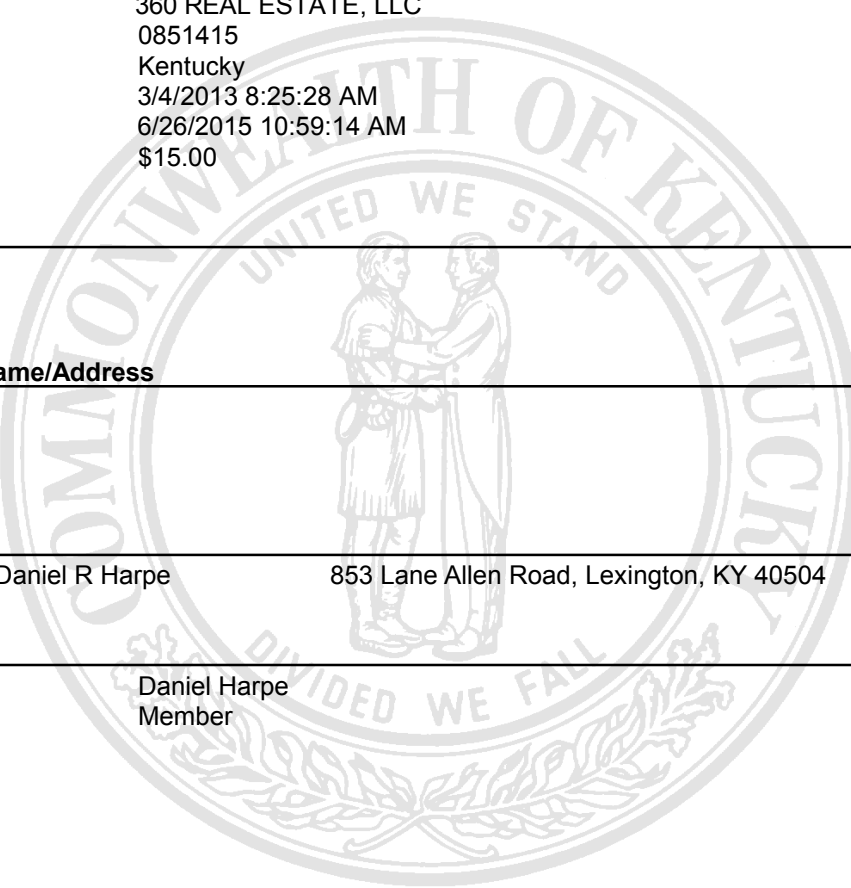 360 REAL ESTATE, LLC
0851415
Kentucky
3/4/2013 8:25:28 AM
6/26/2015 10:59:14 AM
$15.00
COMMONWEALTH OF KENTUCKY
UNITED WE STAND
ame/Address
Daniel R Harpe 853 Lane Allen Road, Lexington, KY 40504
DIVIDED WE FALL
Daniel Harpe
Member